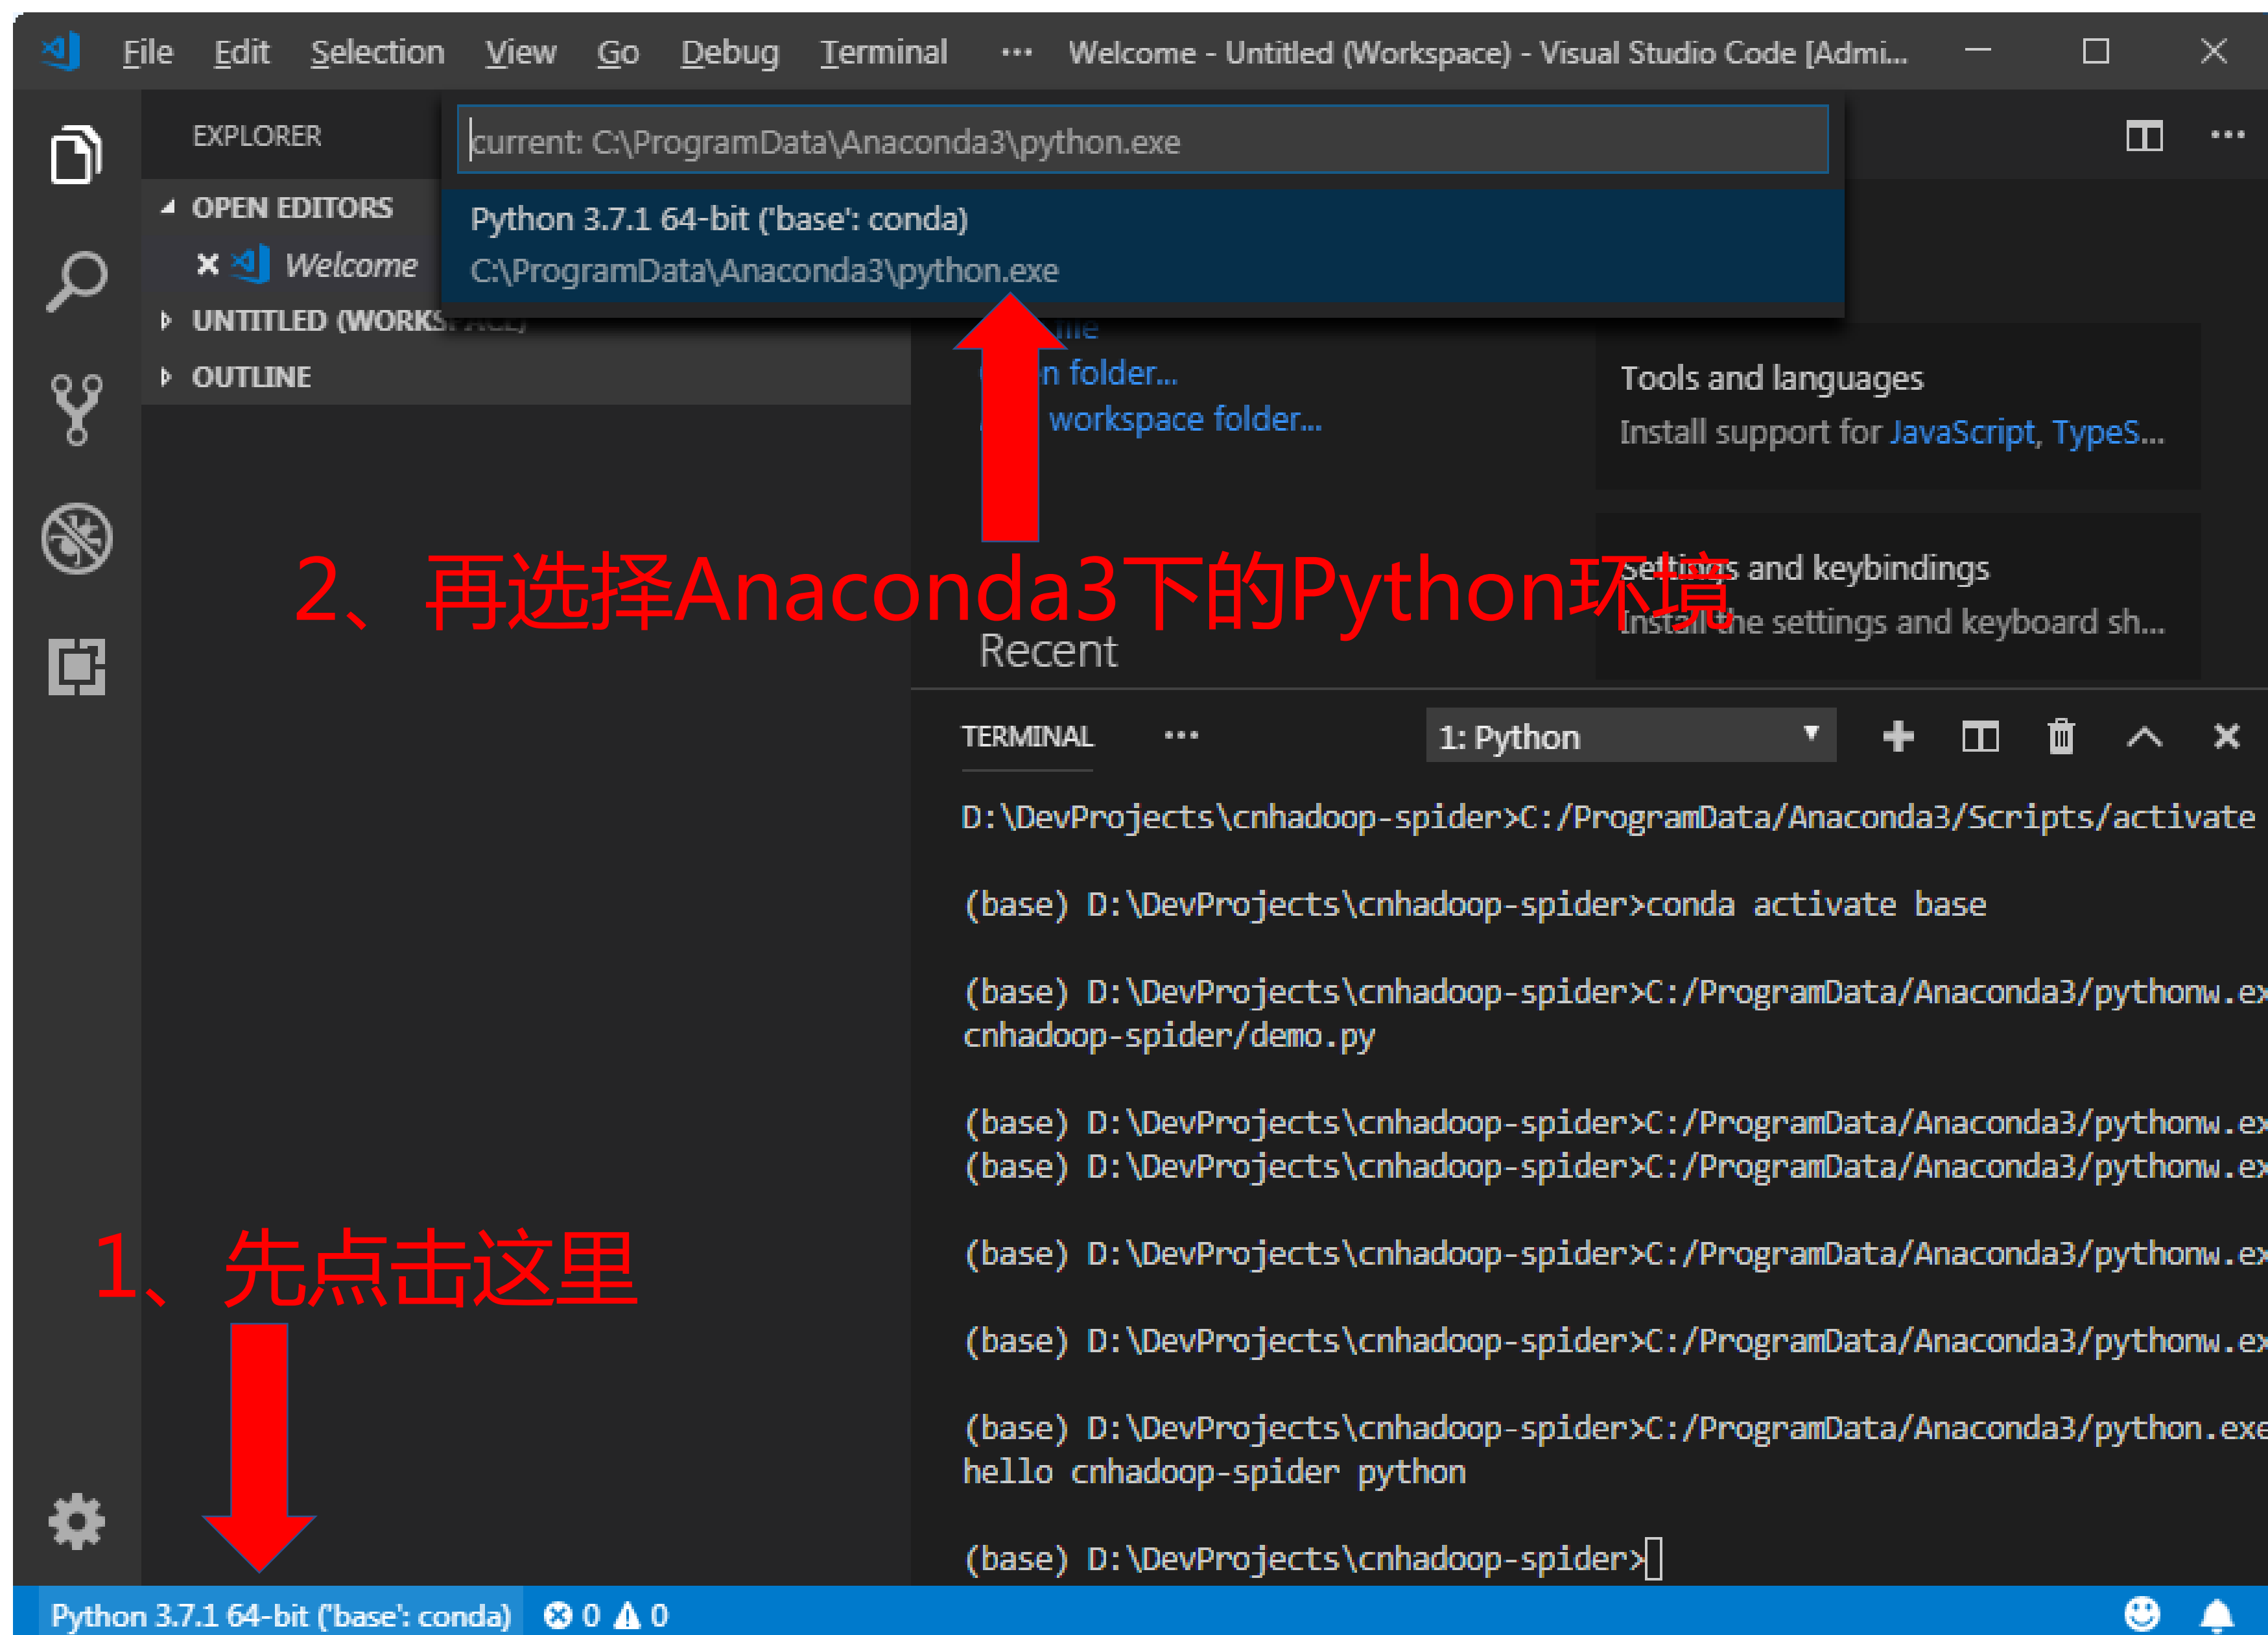 File Edit Selection View Go Debug Terminal ··· Welcome - Untitled (Workspace) - Visual Studio Code [Admi...
EXPLORER
current: C:\ProgramData\Anaconda3\python.exe
Python 3.7.1 64-bit ('base': conda)
C:\ProgramData\Anaconda3\python.exe
OPEN EDITORS
Welcome
UNTITLED (WORKSPACE)
OUTLINE
folder...
workspace folder...
Tools and languages
Install support for JavaScript, TypeS...
2、再选择Anaconda3下的Python环境
Settings and keybindings
Install the settings and keyboard sh...
Recent
TERMINAL ··· 1: Python
D:\DevProjects\cnhadoop-spider>C:/ProgramData/Anaconda3/Scripts/activate
(base) D:\DevProjects\cnhadoop-spider>conda activate base
(base) D:\DevProjects\cnhadoop-spider>C:/ProgramData/Anaconda3/pythonw.ex
cnhadoop-spider/demo.py
(base) D:\DevProjects\cnhadoop-spider>C:/ProgramData/Anaconda3/pythonw.ex
(base) D:\DevProjects\cnhadoop-spider>C:/ProgramData/Anaconda3/pythonw.ex
(base) D:\DevProjects\cnhadoop-spider>C:/ProgramData/Anaconda3/pythonw.ex
(base) D:\DevProjects\cnhadoop-spider>C:/ProgramData/Anaconda3/pythonw.ex
(base) D:\DevProjects\cnhadoop-spider>C:/ProgramData/Anaconda3/python.exe
hello cnhadoop-spider python
(base) D:\DevProjects\cnhadoop-spider>
1、先点击这里
Python 3.7.1 64-bit ('base': conda) 0 0